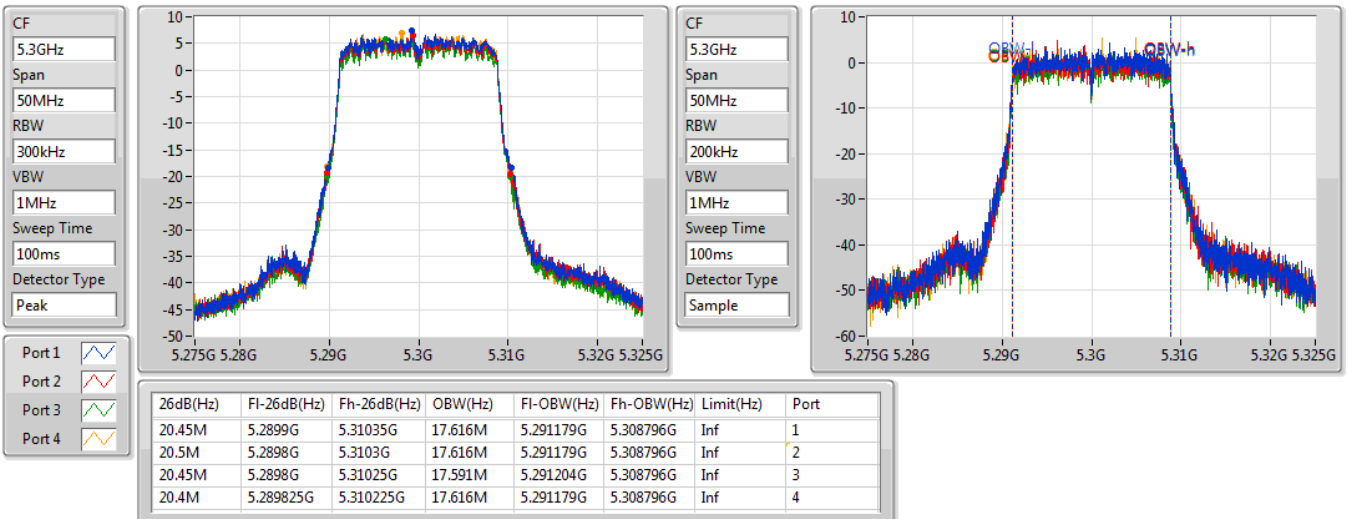 CF
5.3GHz
Span
50MHz
RBW
300kHz
VBW
1MHz
Sweep Time
100ms
Detector Type
Peak
10
5
0
-5
-10
-15
-20
-25
-30
-35
-40
-45
-50
5.275G 5.28G 5.29G 5.3G 5.31G 5.32G 5.325G
CF
5.3GHz
Span
50MHz
RBW
200kHz
VBW
1MHz
Sweep Time
100ms
Detector Type
Sample
10
0
-10
-20
-30
-40
-50
-60
OBW-h
5.275G 5.28G 5.29G 5.3G 5.31G 5.32G 5.325G
Port 1
Port 2
Port 3
Port 4
26dB(Hz) Fl-26dB(Hz) Fh-26dB(Hz) OBW(Hz) Fl-OBW(Hz) Fh-OBW(Hz) Limit(Hz) Port
20.45M 5.2899G 5.31035G 17.616M 5.291179G 5.308796G Inf 1
20.5M 5.2898G 5.3103G 17.616M 5.291179G 5.308796G Inf 2
20.45M 5.2898G 5.31025G 17.591M 5.291204G 5.308796G Inf 3
20.4M 5.289825G 5.310225G 17.616M 5.291179G 5.308796G Inf 4